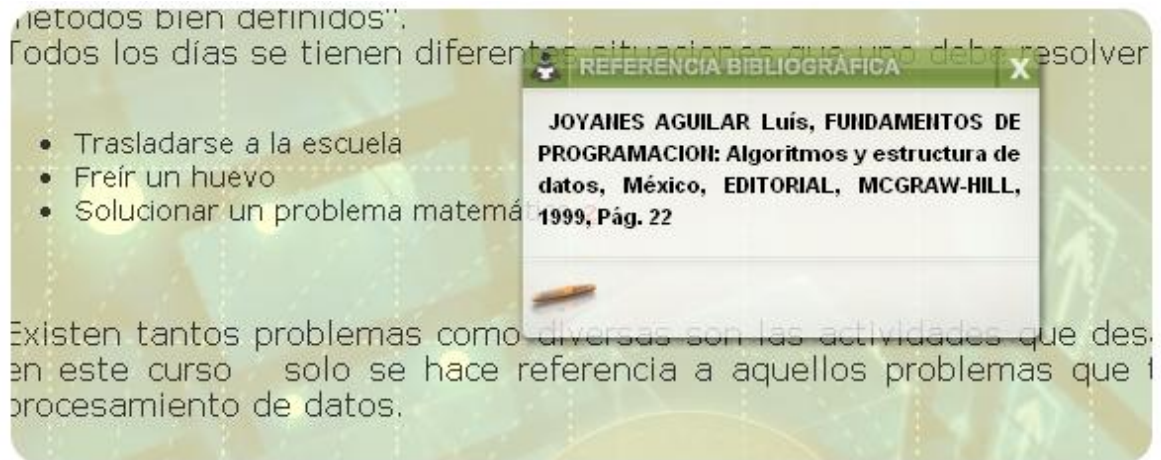 métodos bien definidos".
Todos los días se tienen diferentes situaciones que uno debe resolver
Trasladarse a la escuela
Freír un huevo
Solucionar un problema matemát
REFERENCIA BIBLIOGRÁFICA X
JOYANES AGUILAR Luís, FUNDAMENTOS DE
PROGRAMACION: Algoritmos y estructura de
datos, México, EDITORIAL, MCGRAW-HILL,
1999, Pág. 22
Existen tantos problemas como diversas son las actividades que des
en este curso solo se hace referencia a aquellos problemas que
procesamiento de datos.